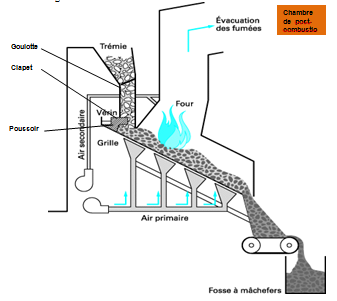 Évacuation
des fumées
Chambre
de post-
combustio
Goulotte
Trémie
Clapet
Four
Vérin
Poussoir
Grille
Air secondaire
Air primaire
Fosse à mâchefers